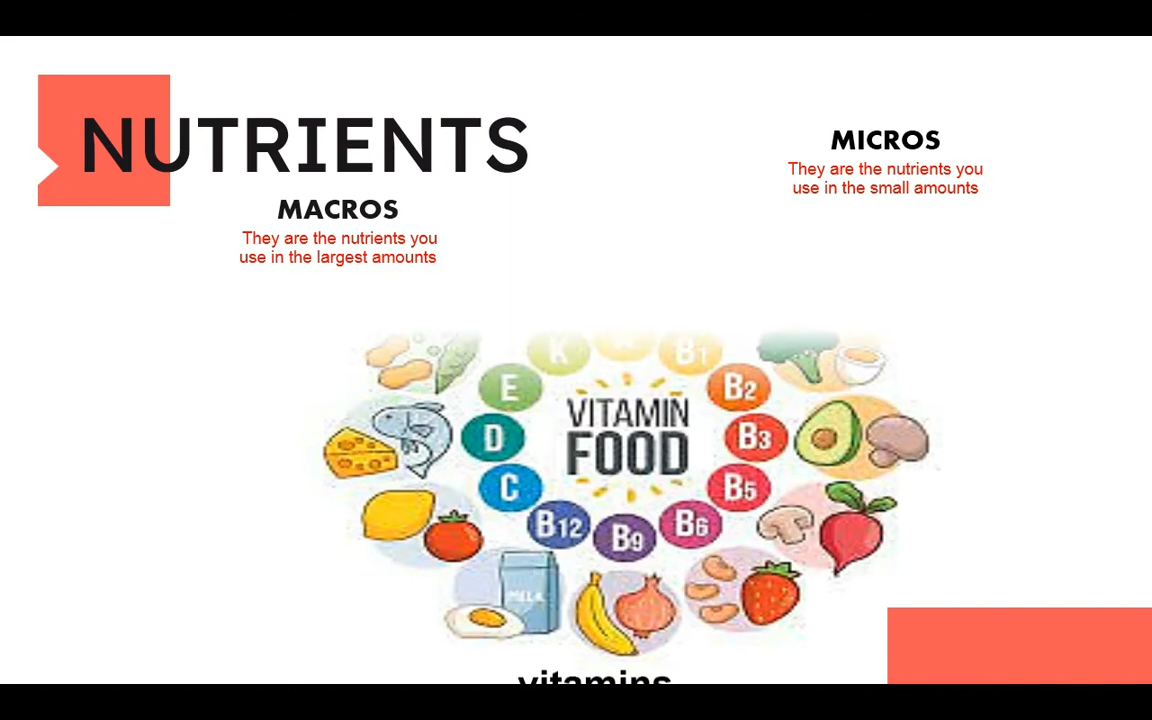 NUTRIENTS
MICROS
They are the nutrients you
use in the small amounts
MACROS
They are the nutrients you
use in the largest amounts
K
B1
E
B2
VITAMIN
D
B3
FOOD
C
B5
B12
B9
B6
MILK
vitamins